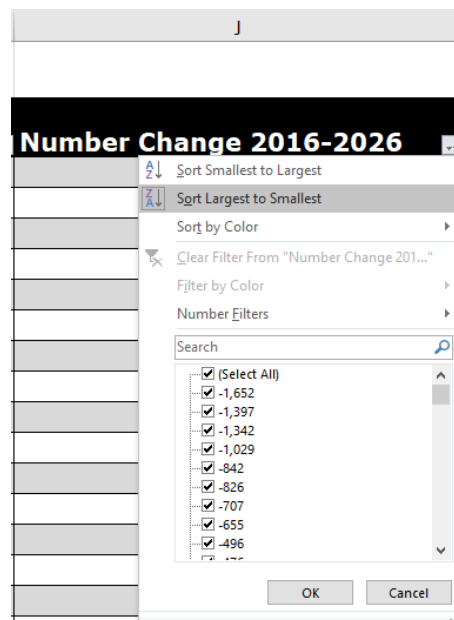 J
Number Change 2016-2026
Sort Smallest to Largest
Sort Largest to Smallest
Sort by Color
Clear Filter From "Number Change 201..."
Filter by Color
Number Filters
Search
(Select All)
-1,652
-1,397
-1,342
-1,029
-842
-826
-707
-655
-496
OK Cancel